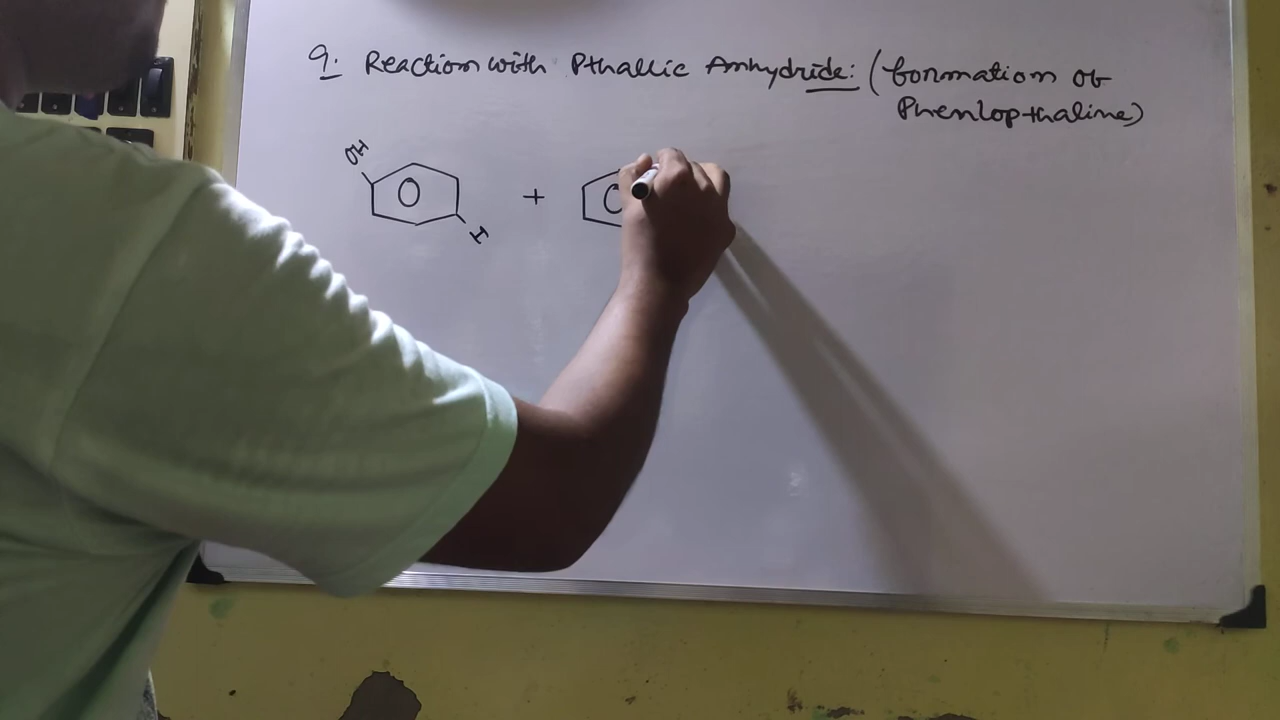 9. Reaction with Pthallic Anhydride: (formation of
Phenlopthaline)
OH
+
H